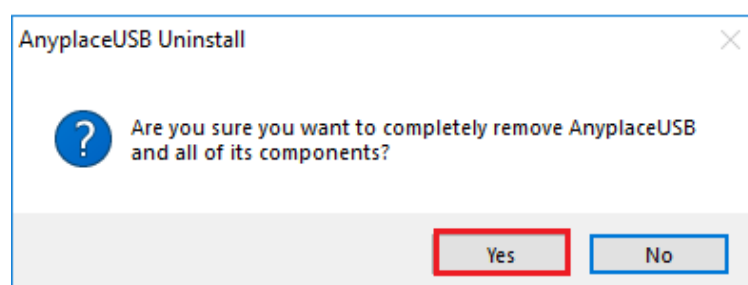 AnyplaceUSB Uninstall
Are you sure you want to completely remove AnyplaceUSB
and all of its components?
Yes
No